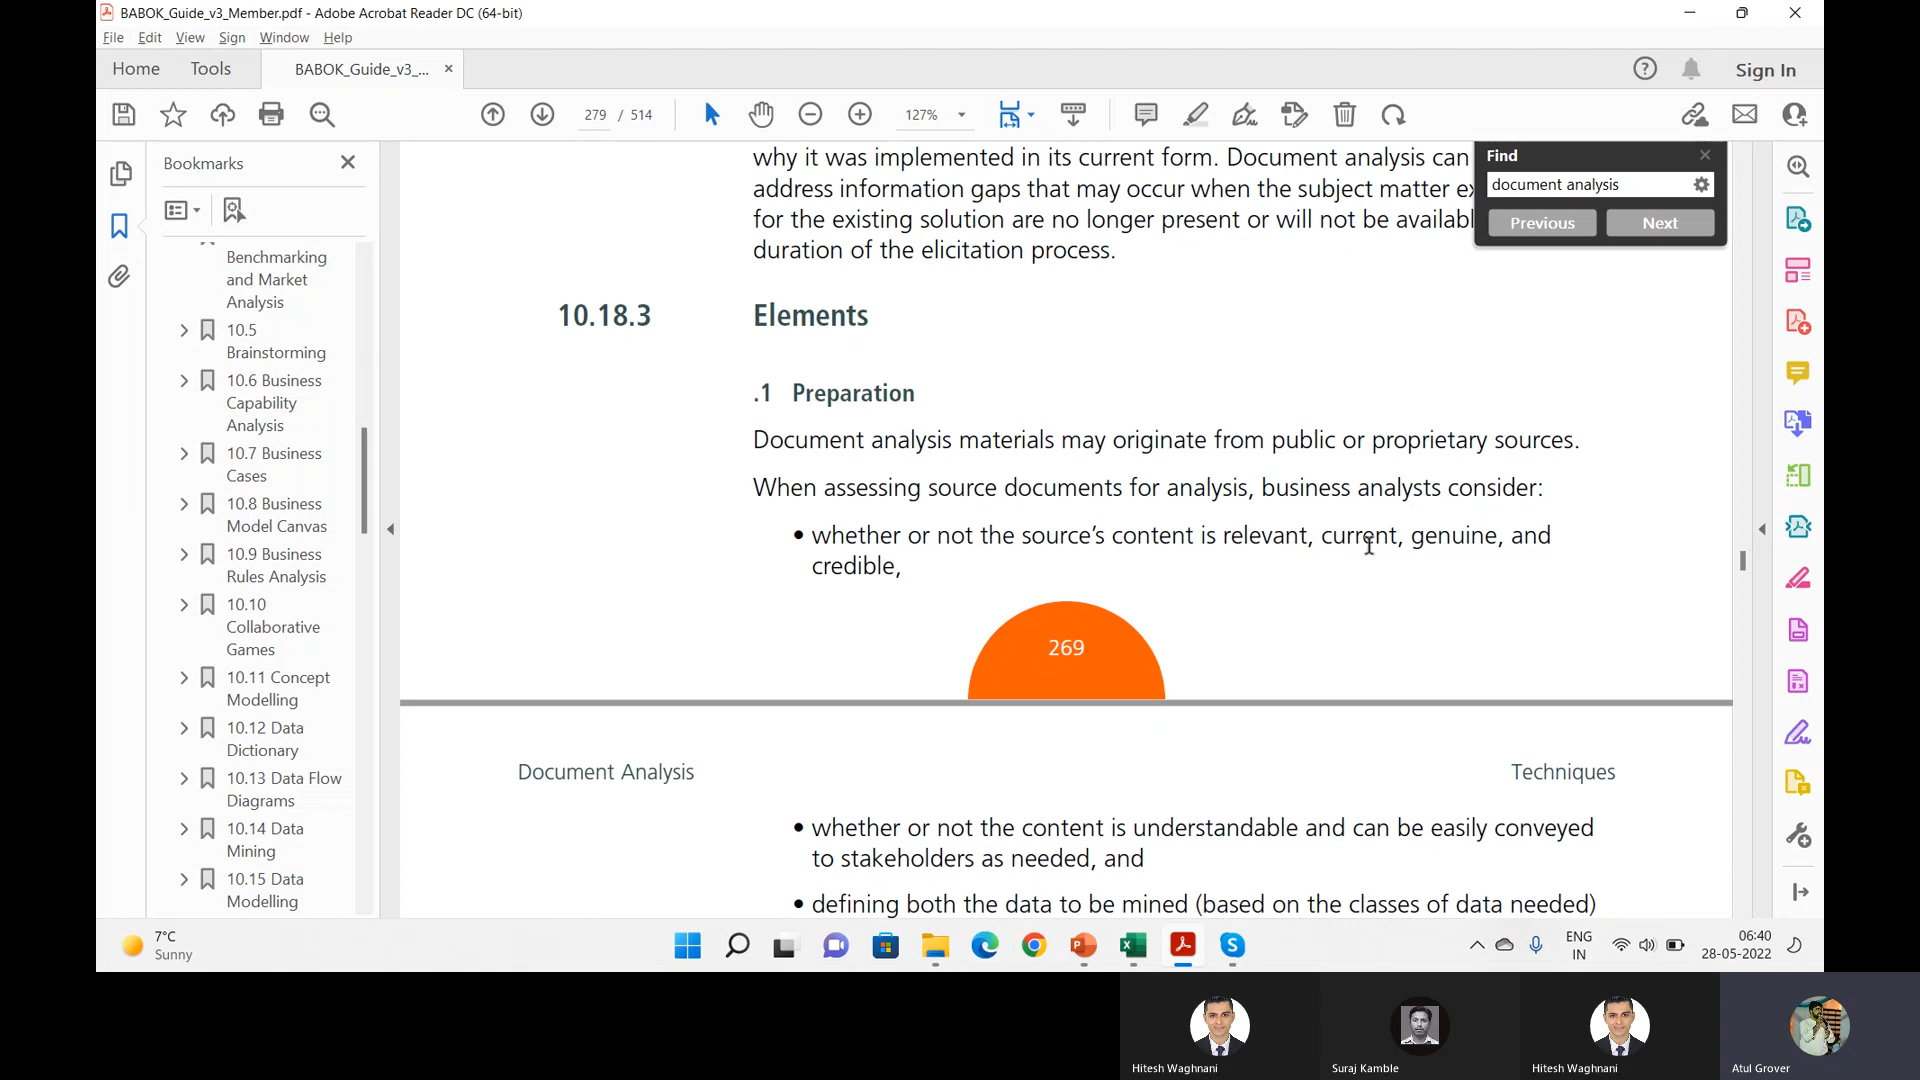 BABOK_Guide_v3_Member.pdf - Adobe Acrobat Reader DC (64-bit)
File Edit View Sign Window Help
Home Tools BABOK_Guide_v3_... × Sign In
279 / 514 127%
Bookmarks
Benchmarking
and Market
Analysis
10.5
Brainstorming
10.6 Business
Capability
Analysis
10.7 Business
Cases
10.8 Business
Model Canvas
10.9 Business
Rules Analysis
10.10
Collaborative
Games
10.11 Concept
Modelling
10.12 Data
Dictionary
10.13 Data Flow
Diagrams
10.14 Data
Mining
10.15 Data
Modelling
why it was implemented in its current form. Document analysis can
address information gaps that may occur when the subject matter
for the existing solution are no longer present or will not be
duration of the elicitation process.
Find
document analysis
Previous Next
10.18.3 Elements
.1 Preparation
Document analysis materials may originate from public or proprietary sources.
When assessing source documents for analysis, business analysts consider:
• whether or not the source's content is relevant, current, genuine, and
credible,
269
Document Analysis Techniques
• whether or not the content is understandable and can be easily conveyed
to stakeholders as needed, and
• defining both the data to be mined (based on the classes of data needed)
7°C
Sunny
ENG
IN
06:40
28-05-2022
Hitesh Waghnani
Suraj Kamble
Hitesh Waghnani
Atul Grover